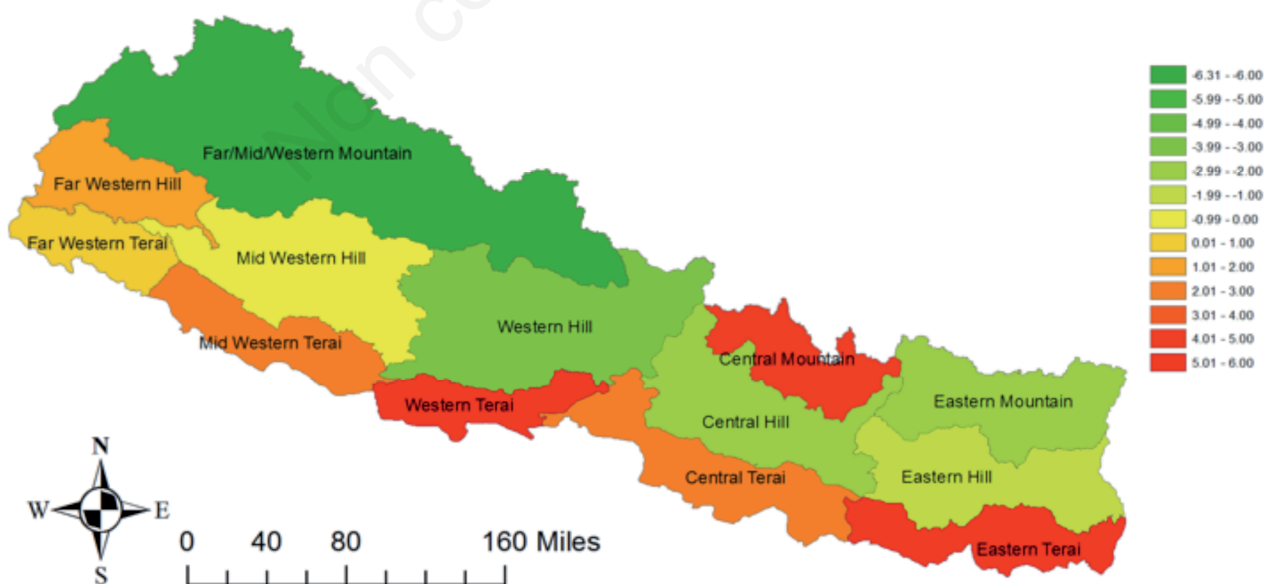 Non co
-6.31 - -6.00
-5.99 - -5.00
-4.99 - -4.00
-3.99 - -3.00
-2.99 - -2.00
-1.99 - -1.00
-0.99 - 0.00
0.01 - 1.00
1.01 - 2.00
2.01 - 3.00
3.01 - 4.00
4.01 - 5.00
5.01 - 6.00
Far/Mid/Western Mountain
Far Western Hill
Far Western Terai
Mid Western Hill
Western Hill
Mid Western Terai
Central Mountain
Western Terai
Eastern Mountain
Central Hill
Central Terai
Eastern Hill
Eastern Terai
N
W E
S
0 40 80 160 Miles